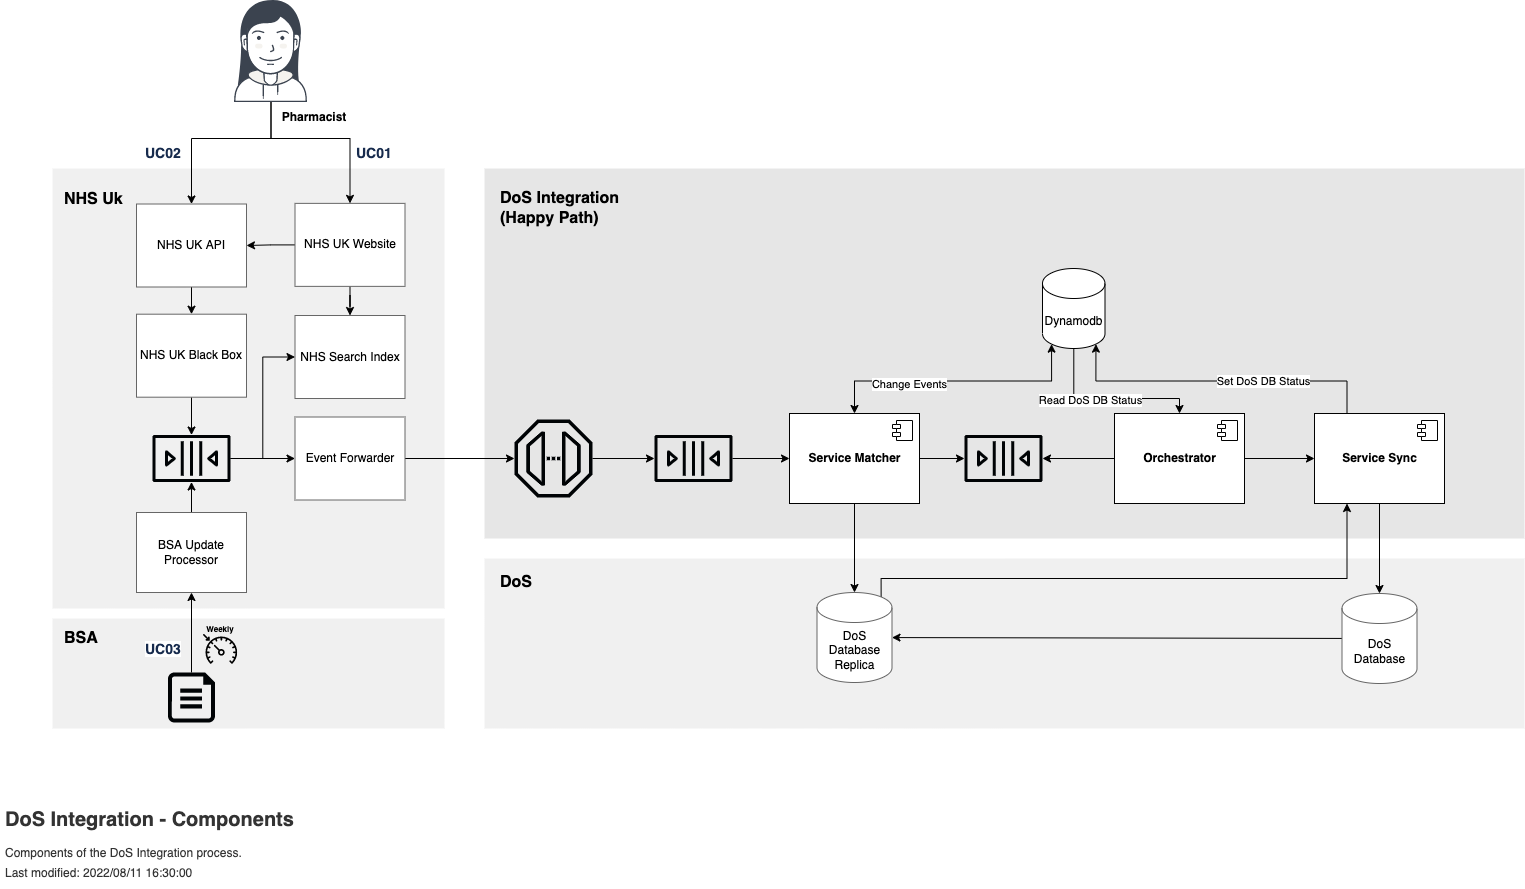 Pharmacist
UC02
UC01
NHS Uk
NHS UK API
NHS UK Website
NHS UK Black Box
NHS Search Index
Event Forwarder
BSA Update
Processor
BSA
Weekly
UC03
DoS Integration
(Happy Path)
Dynamodb
Change Events
Set DoS DB Status
Read DoS DB Status
Service Matcher
Orchestrator
Service Sync
DoS
DoS
Database
Replica
DoS
Database
DoS Integration - Components
Components of the DoS Integration process.
Last modified: 2022/08/11 16:30:00